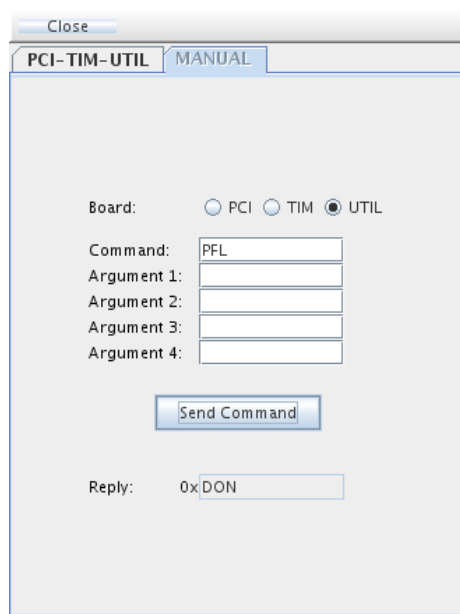 Close
PCI-TIM-UTIL MANUAL
Board: PCI TIM UTIL
Command: PFL
Argument 1:
Argument 2:
Argument 3:
Argument 4:
Send Command
Reply: 0x DON